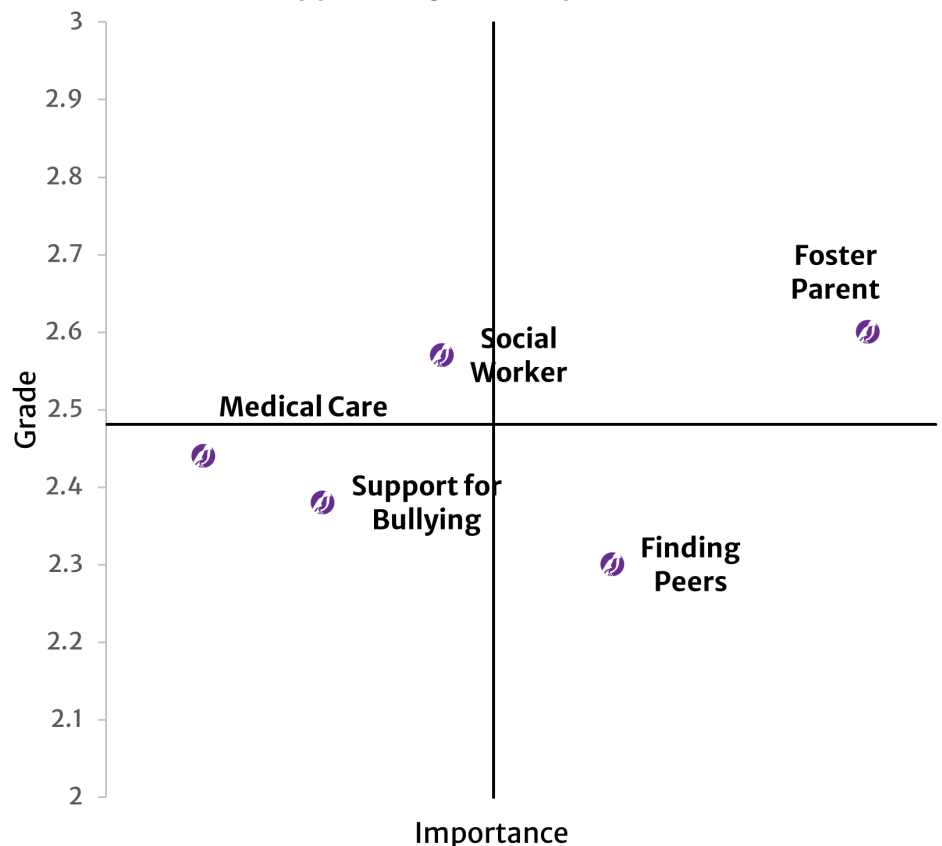 3
2.9
2.8
2.7
2.6
2.5
2.4
2.3
2.2
2.1
2
Grade
Foster
Parent
Social
Worker
Medical Care
Support for
Bullying
Finding
Peers
Importance